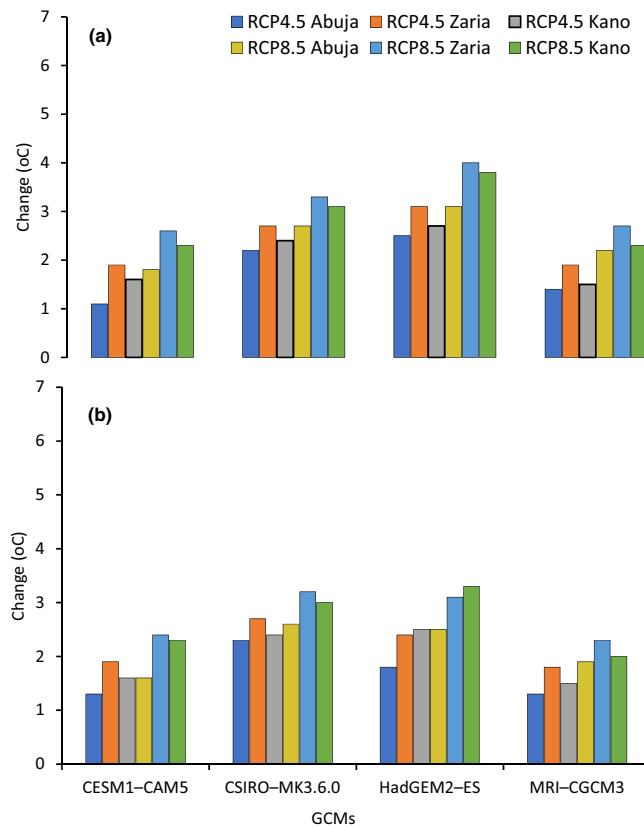 (a)
RCP4.5 Abuja RCP4.5 Zaria RCP4.5 Kano
RCP8.5 Abuja RCP8.5 Zaria RCP8.5 Kano
7
6
5
4
3
2
1
0
Change (oC)
(b)
7
6
5
4
3
2
1
0
Change (oC)
CESM1–CAM5 CSIRO–MK3.6.0 HadGEM2–ES MRI–CGCM3
GCMs